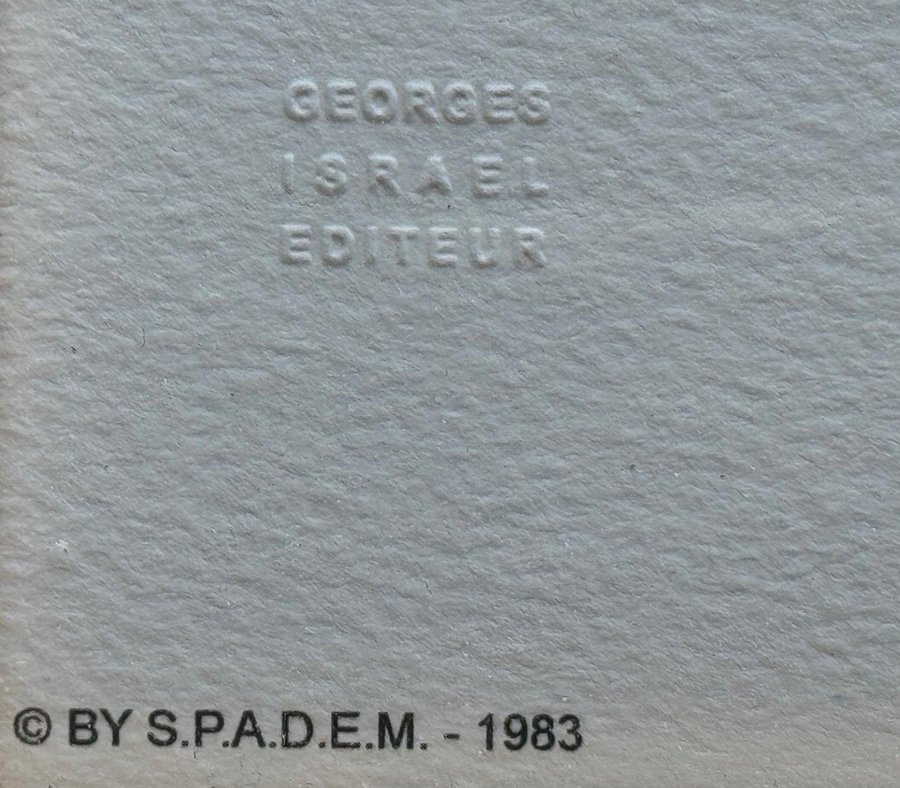 GEORGES
ISRAEL
EDITEUR
© BY S.P.A.D.E.M. - 1983